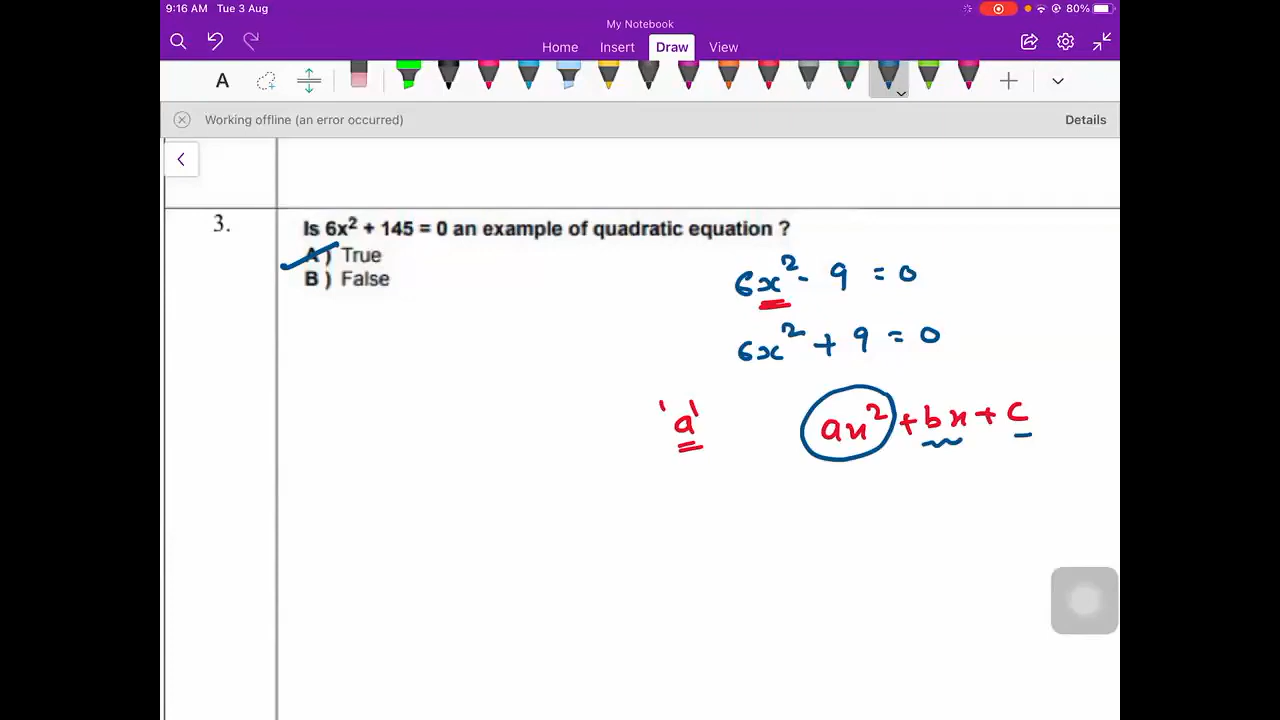 9:16 AM Tue 3 Aug
80%
My Notebook
Home Insert Draw View
A
Working offline (an error occurred)
Details
3.
Is 6x² + 145 = 0 an example of quadratic equation ?
A ) True
B ) False
6x² - 9 = 0
6x² + 9 = 0
'a'
ax² + bx + c